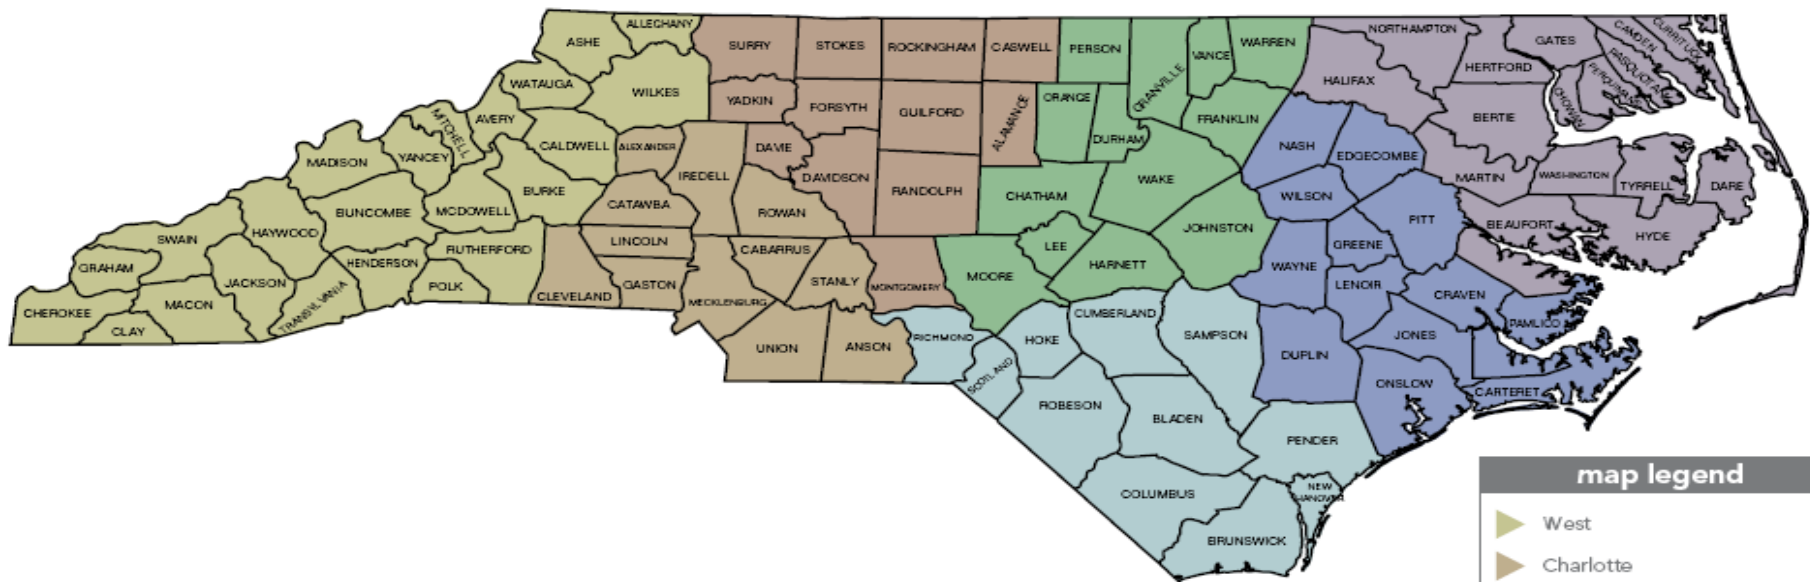 ALLEGHANY
ASHE
SURRY
STOKES
ROCKINGHAM
CASWELL
PERSON
GRANVILLE
VANCE
WARREN
NORTHAMPTON
GATES
CAMDEN
CURRITUCK
WATAUGA
WILKES
HALIFAX
HERTFORD
PASQUOTANK
PERQUIMANS
CHOWAN
YADKIN
FORSYTH
GUILFORD
ALAMANCE
ORANGE
DURHAM
FRANKLIN
BERTIE
MITCHELL
AVERY
CALDWELL
ALEXANDER
IREDELL
DAVIE
NASH
EDGECOMBE
MADISON
YANCEY
BURKE
DAVIDSON
RANDOLPH
CHATHAM
WAKE
MARTIN
WASHINGTON
TYRRELL
DARE
BUNCOMBE
MCDOWELL
CATAWBA
ROWAN
WILSON
PITT
BEAUFORT
HYDE
SWAIN
HAYWOOD
RUTHERFORD
LINCOLN
CABARRUS
LEE
JOHNSTON
GREENE
GRAHAM
JACKSON
HENDERSON
POLK
CLEVELAND
GASTON
STANLY
MONTGOMERY
MOORE
HARNETT
WAYNE
LENOIR
CRAVEN
CHEROKEE
MACON
TRANSYLVANIA
MECKLENBURG
CLAY
UNION
ANSON
RICHMOND
HOKE
CUMBERLAND
SAMPSON
DUPLIN
JONES
PAMLICO
SCOTLAND
ROBESON
BLADEN
ONSLOW
CARTERET
PENDER
COLUMBUS
NEW
HANOVER
BRUNSWICK
map legend
West
Charlotte